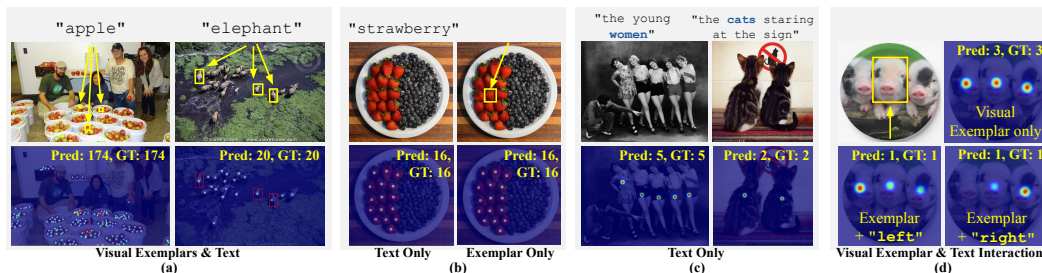 "apple"
"elephant"
Pred: 174, GT: 174
Pred: 20, GT: 20
Visual Exemplars & Text
(a)
"strawberry"
Pred: 16,
GT: 16
Pred: 16,
GT: 16
Text Only
Exemplar Only
(b)
"the young
women"
"the cats staring
at the sign"
Pred: 5, GT: 5
Pred: 2, GT: 2
Text Only
(c)
Pred: 3, GT: 3
Visual
Exemplar only
Pred: 1, GT: 1
Exemplar
+ "left"
Pred: 1, GT: 1
Exemplar
+ "right"
Visual Exemplar & Text Interaction
(d)